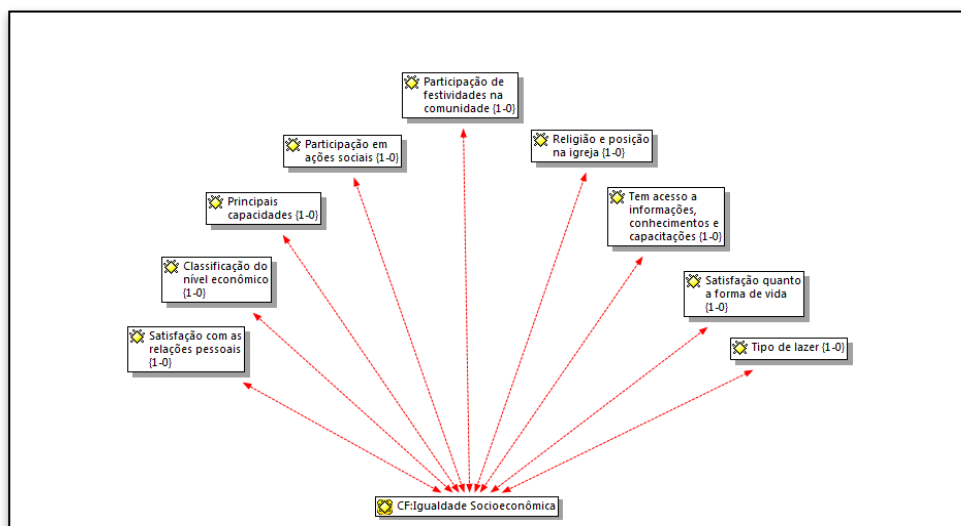 Participação de
festividades na
comunidade {1-0}
Participação em
ações sociais {1-0}
Religião e posição
na igreja {1-0}
Principais
capacidades {1-0}
Tem acesso a
informações,
conhecimentos e
capacitações {1-0}
Classificação do
nível econômico
{1-0}
Satisfação quanto
a forma de vida
{1-0}
Satisfação com as
relações pessoais
{1-0}
Tipo de lazer {1-0}
CF:Igualdade Socioeconômica